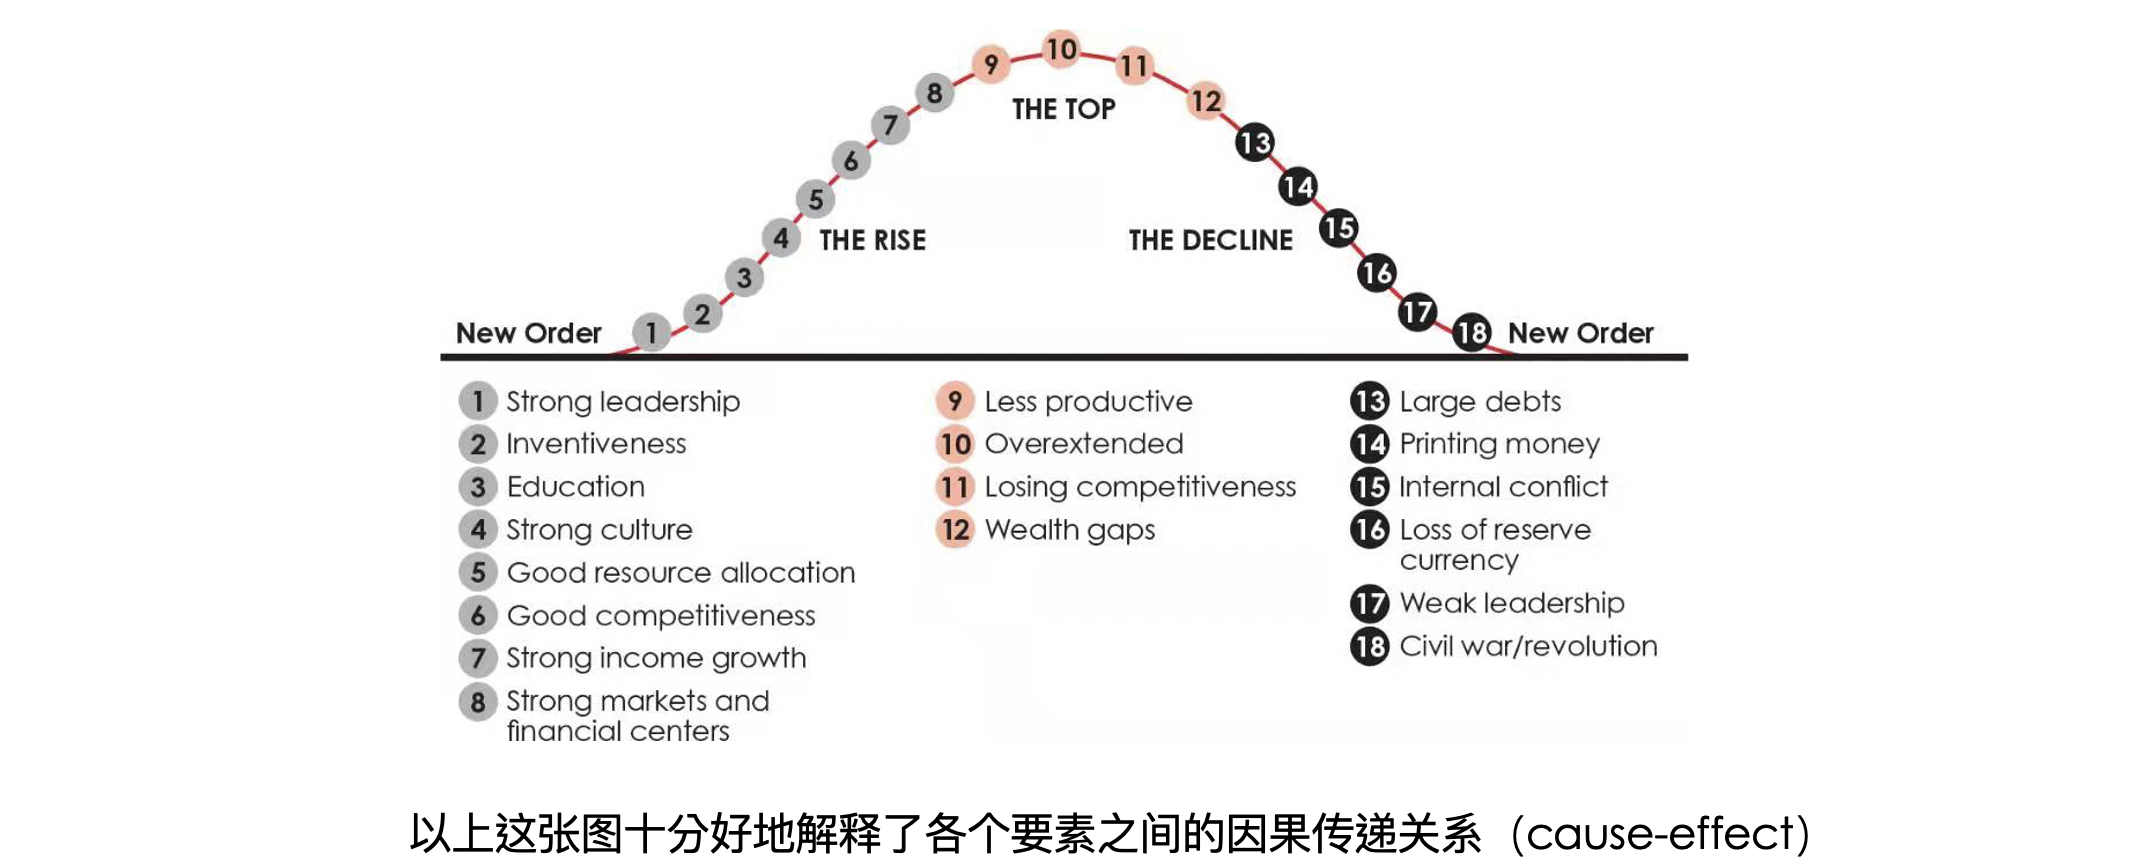 9
10
11
8
12
THE TOP
7
13
6
14
5
15
4
THE RISE
THE DECLINE
3
16
2
17
New Order
1
18
New Order
1 Strong leadership
2 Inventiveness
3 Education
4 Strong culture
5 Good resource allocation
6 Good competitiveness
7 Strong income growth
8 Strong markets and
financial centers
9 Less productive
10 Overextended
11 Losing competitiveness
12 Wealth gaps
13 Large debts
14 Printing money
15 Internal conflict
16 Loss of reserve
currency
17 Weak leadership
18 Civil war/revolution
以上这张图十分好地解释了各个要素之间的因果传递关系（cause-effect）